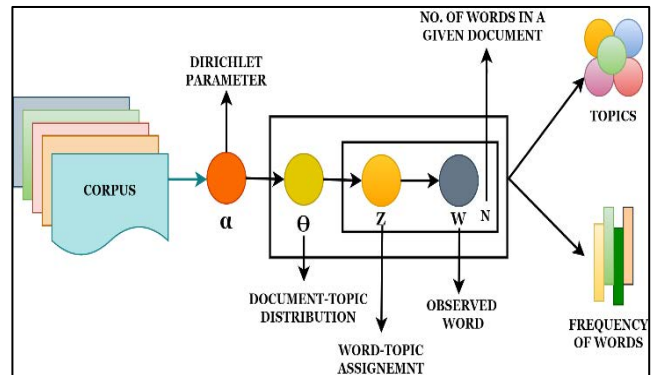 NO. OF WORDS IN A
GIVEN DOCUMENT
DIRICHLET
PARAMETER
TOPICS
CORPUS
α
Θ
Z
W
N
DOCUMENT-TOPIC
DISTRIBUTION
OBSERVED
WORD
WORD-TOPIC
ASSIGNEMNT
FREQUENCY
OF WORDS